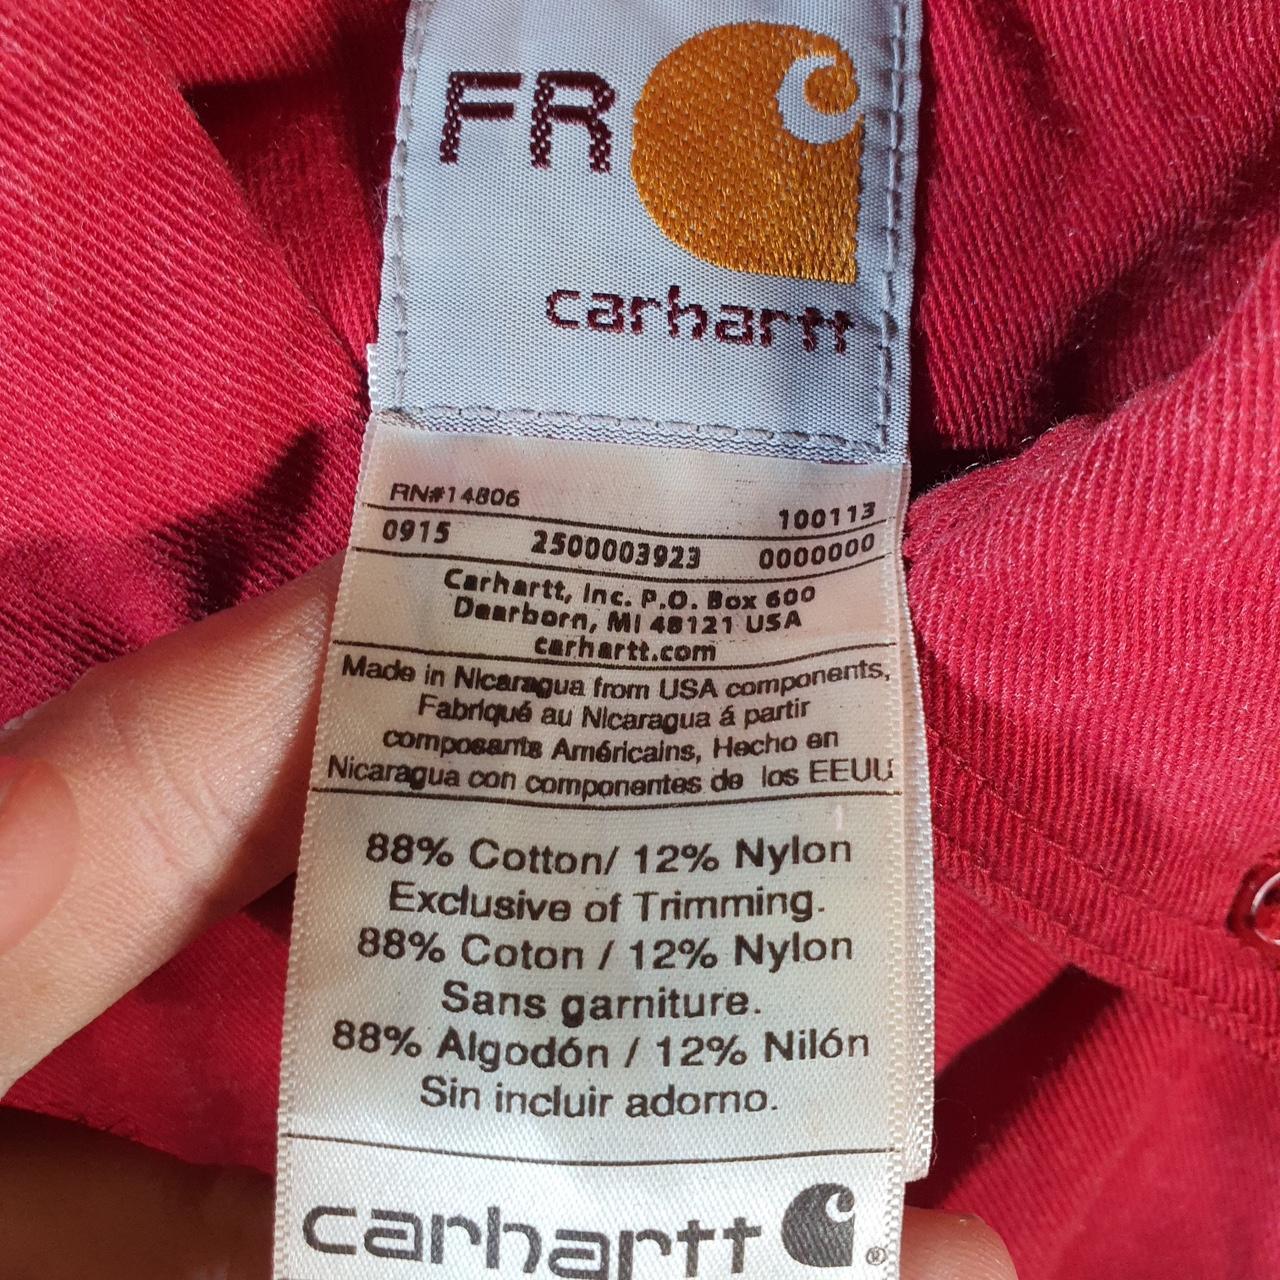 FR
carhartt
RN#14806 100113
0915 2500003923 0000000
Carhartt, Inc. P.O. Box 600
Dearborn, MI 48121 USA
carhartt.com
Made in Nicaragua from USA components,
Fabriqué au Nicaragua á partir
composants Américains, Hecho en
Nicaragua con componentes de los EEUU
88% Cotton/ 12% Nylon
Exclusive of Trimming.
88% Coton / 12% Nylon
Sans garniture.
88% Algodón / 12% Nilón
Sin incluir adorno.
carhartt ®